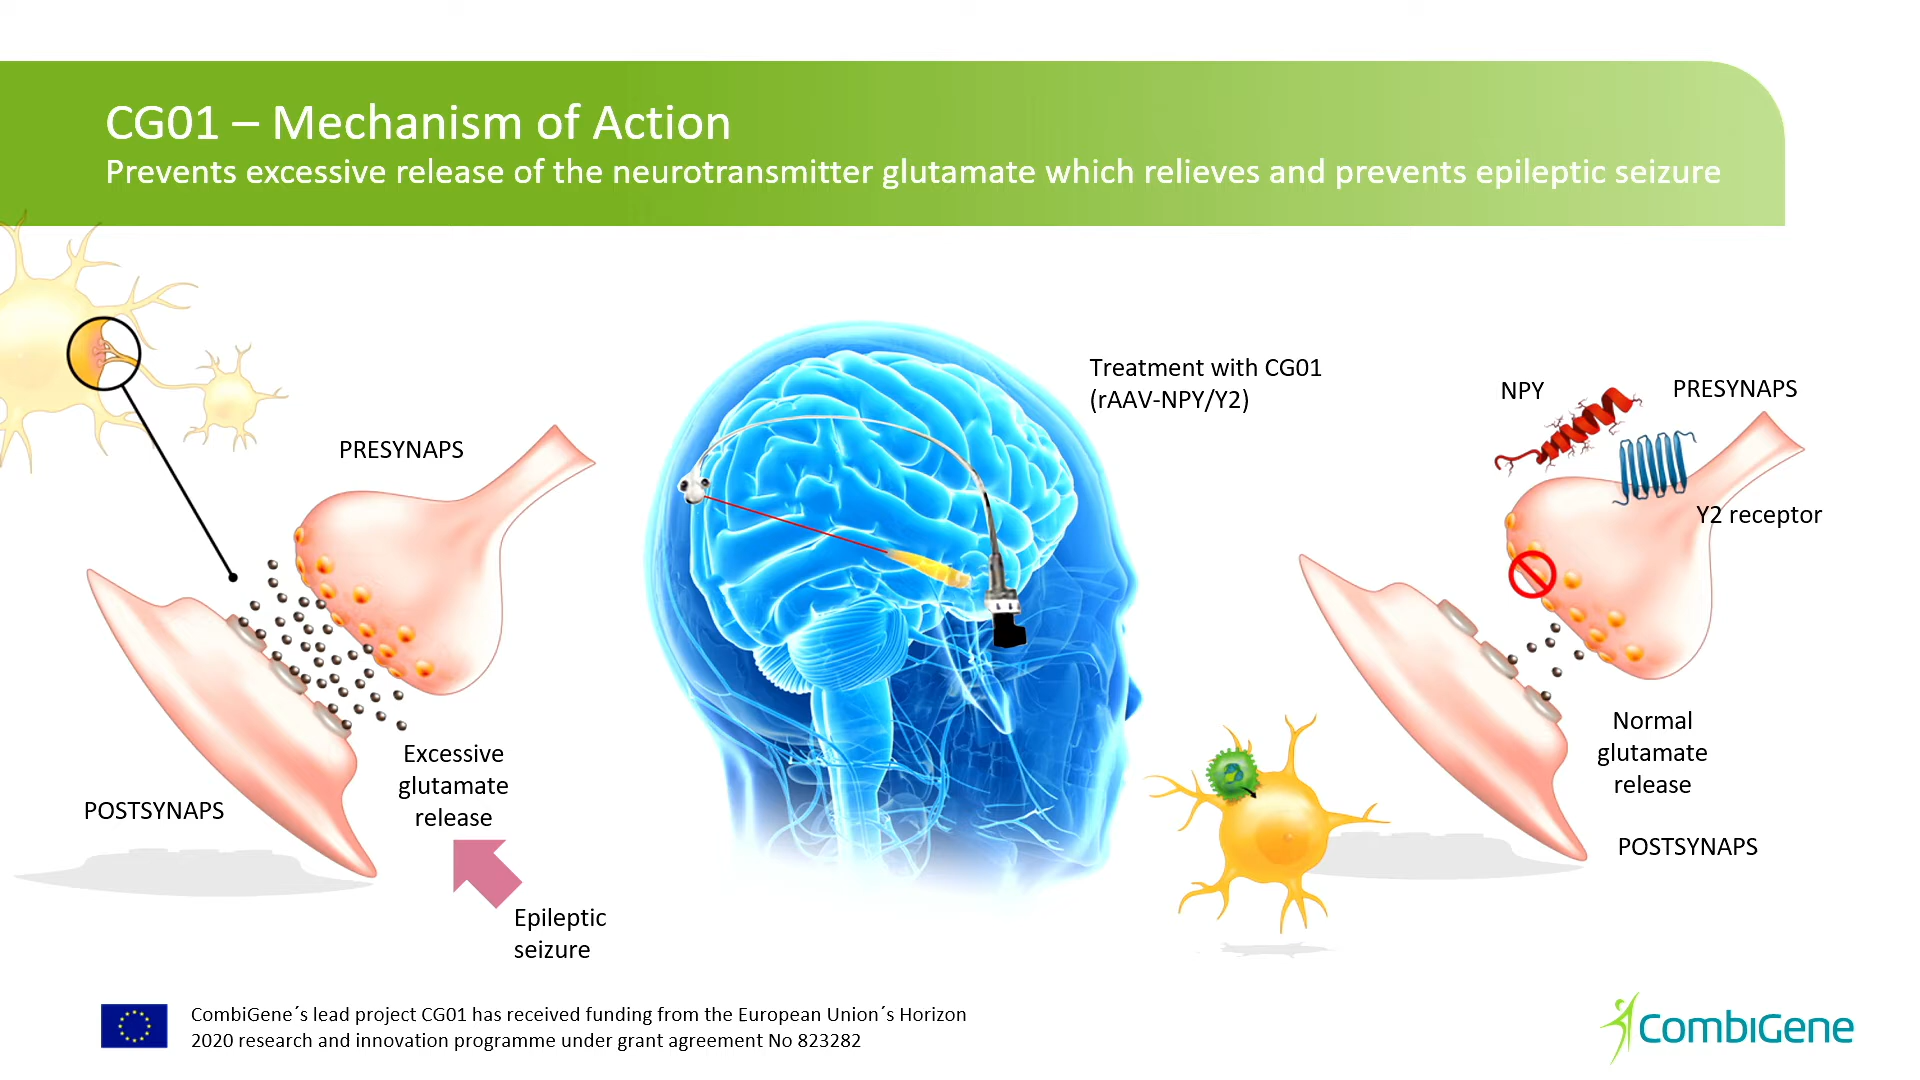 CG01 – Mechanism of Action
Prevents excessive release of the neurotransmitter glutamate which relieves and prevents epileptic seizure
PRESYNAPS
Excessive
glutamate
release
POSTSYNAPS
Epileptic
seizure
Treatment with CG01
(rAAV-NPY/Y2)
NPY
PRESYNAPS
Y2 receptor
Normal
glutamate
release
POSTSYNAPS
CombiGene´s lead project CG01 has received funding from the European Union´s Horizon
2020 research and innovation programme under grant agreement No 823282
CombiGene